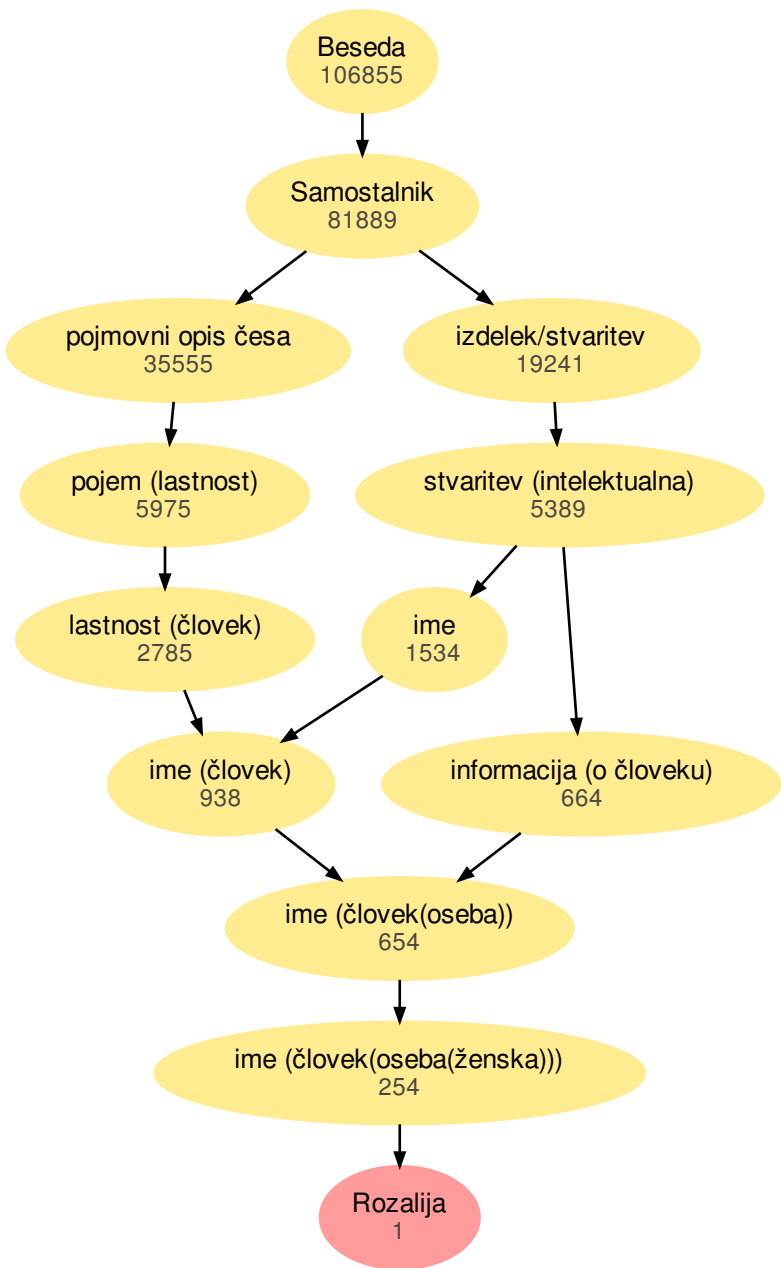 Beseda
106855
Samostalnik
81889
pojmovni opis česa
35555
izdelek/stvaritev
19241
pojem (lastnost)
5975
stvaritev (intelektualna)
5389
lastnost (človek)
2785
ime
1534
ime (človek)
938
informacija (o človeku)
664
ime (človek(oseba))
654
ime (človek(oseba(ženska)))
254
Rozalija
1